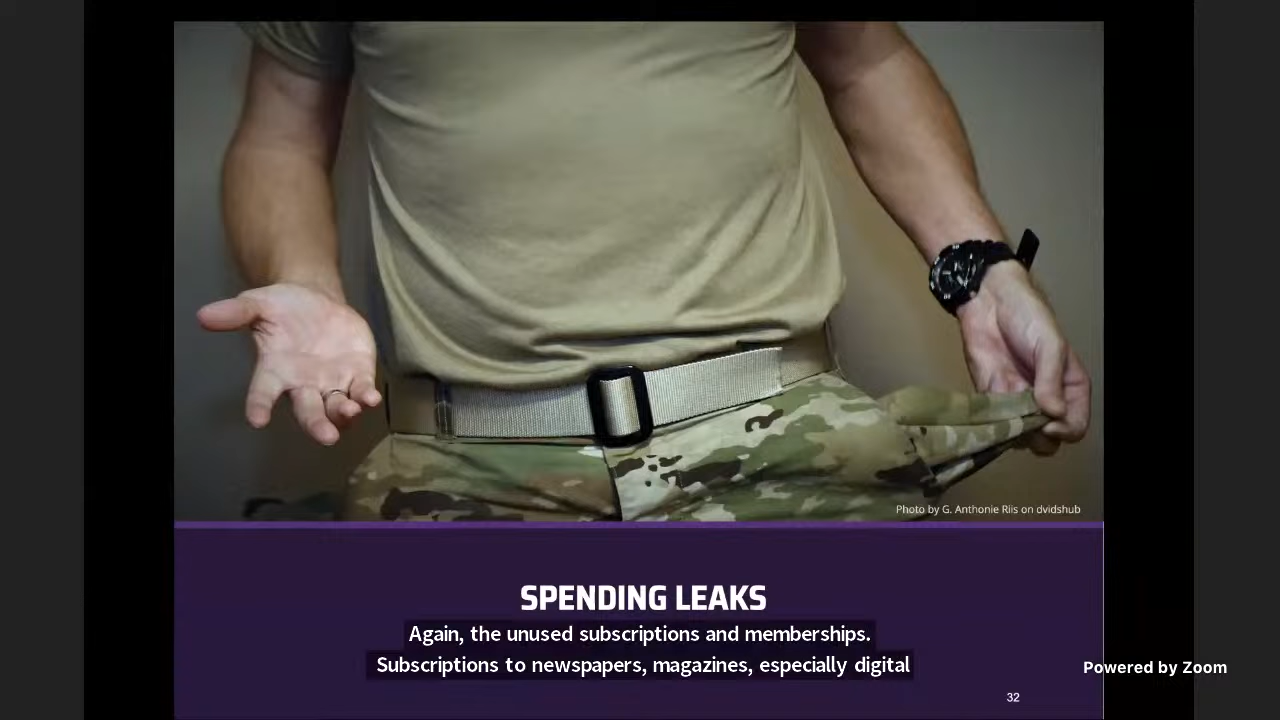 Photo by G. Anthonie Riis on dvidshub
SPENDING LEAKS
Again, the unused subscriptions and memberships.
Subscriptions to newspapers, magazines, especially digital
Powered by Zoom
32